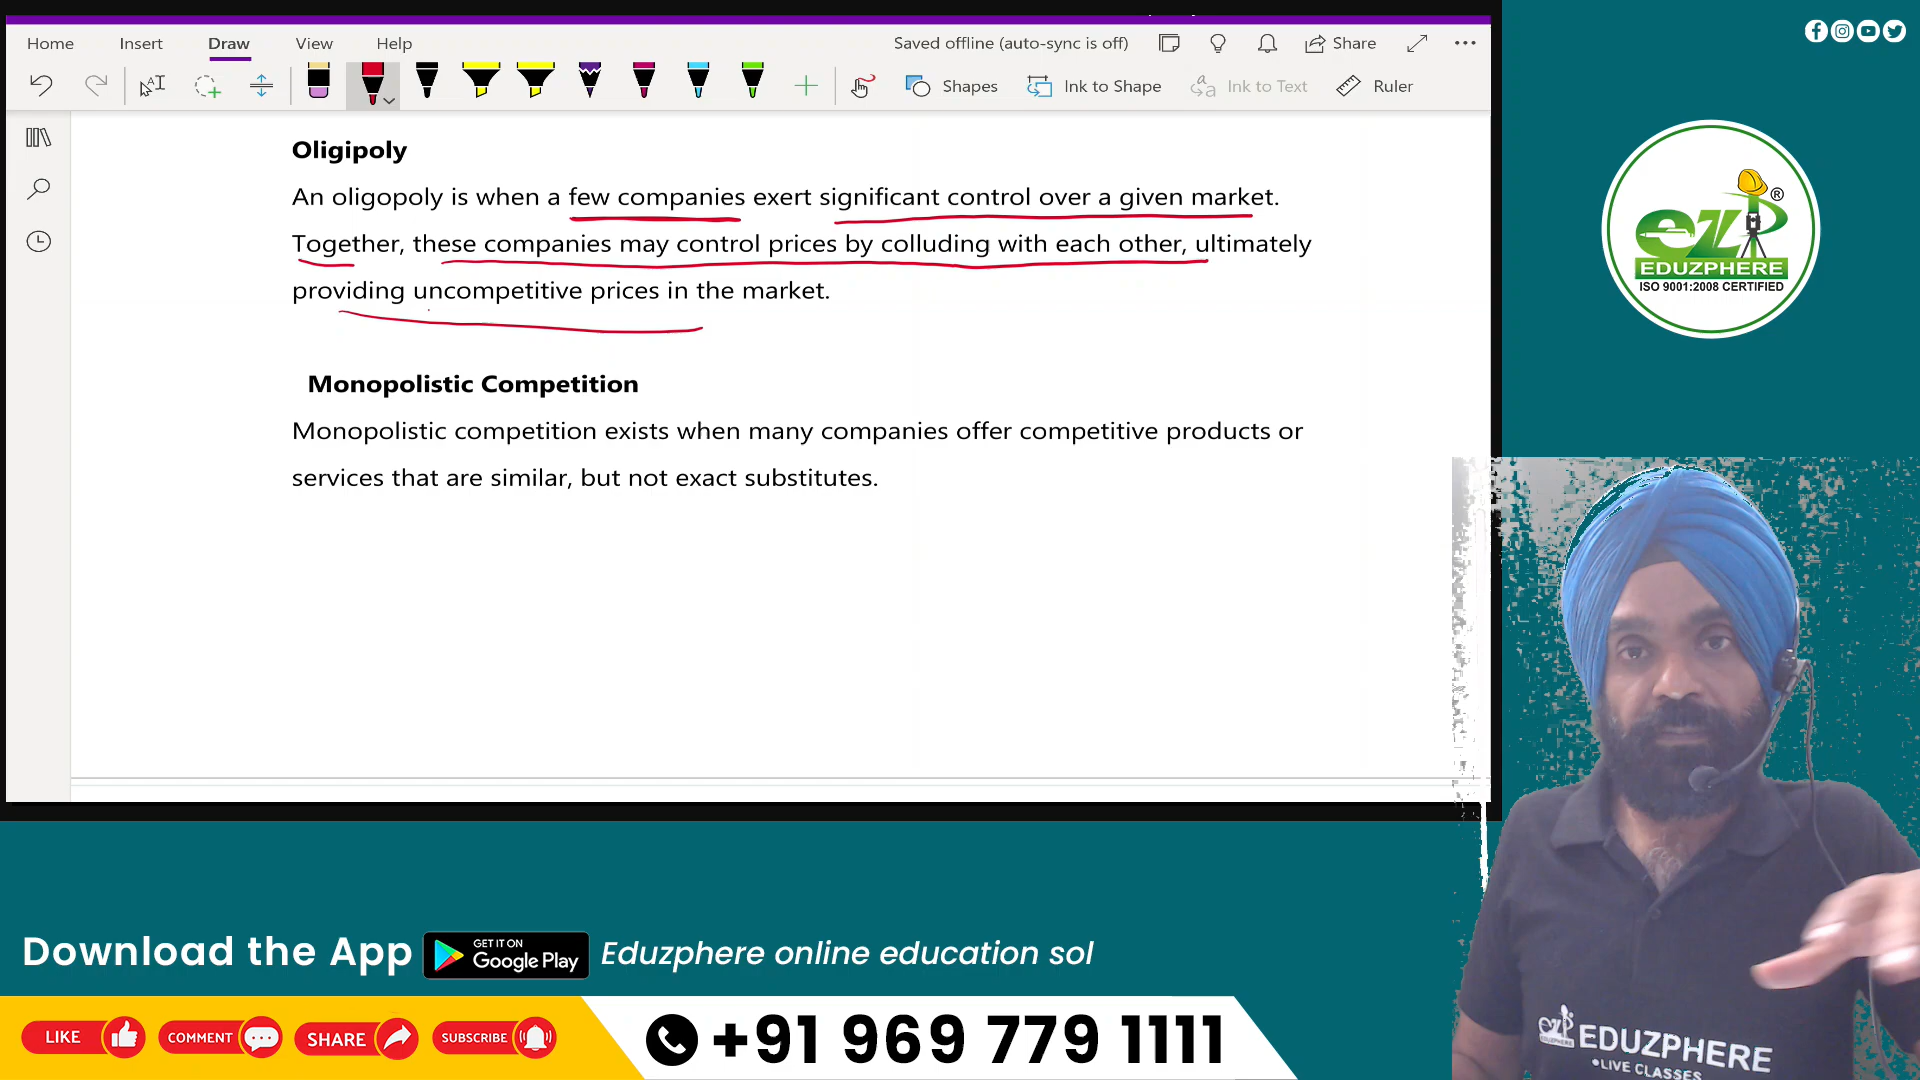 Home Insert Draw View Help Saved offline (auto-sync is off) Share
Shapes Ink to Shape Ink to Text Ruler
Oligipoly
An oligopoly is when a few companies exert significant control over a given market.
Together, these companies may control prices by colluding with each other, ultimately
providing uncompetitive prices in the market.
Monopolistic Competition
Monopolistic competition exists when many companies offer competitive products or
services that are similar, but not exact substitutes.
ezp ®
EDUZPHERE
ISO 9001:2008 CERTIFIED
Download the App GET IT ON Google Play Eduzphere online education sol
LIKE COMMENT SHARE SUBSCRIBE +91 969 779 1111
ezp EDUZPHERE EDUZPHERE
•LIVE CLASSES